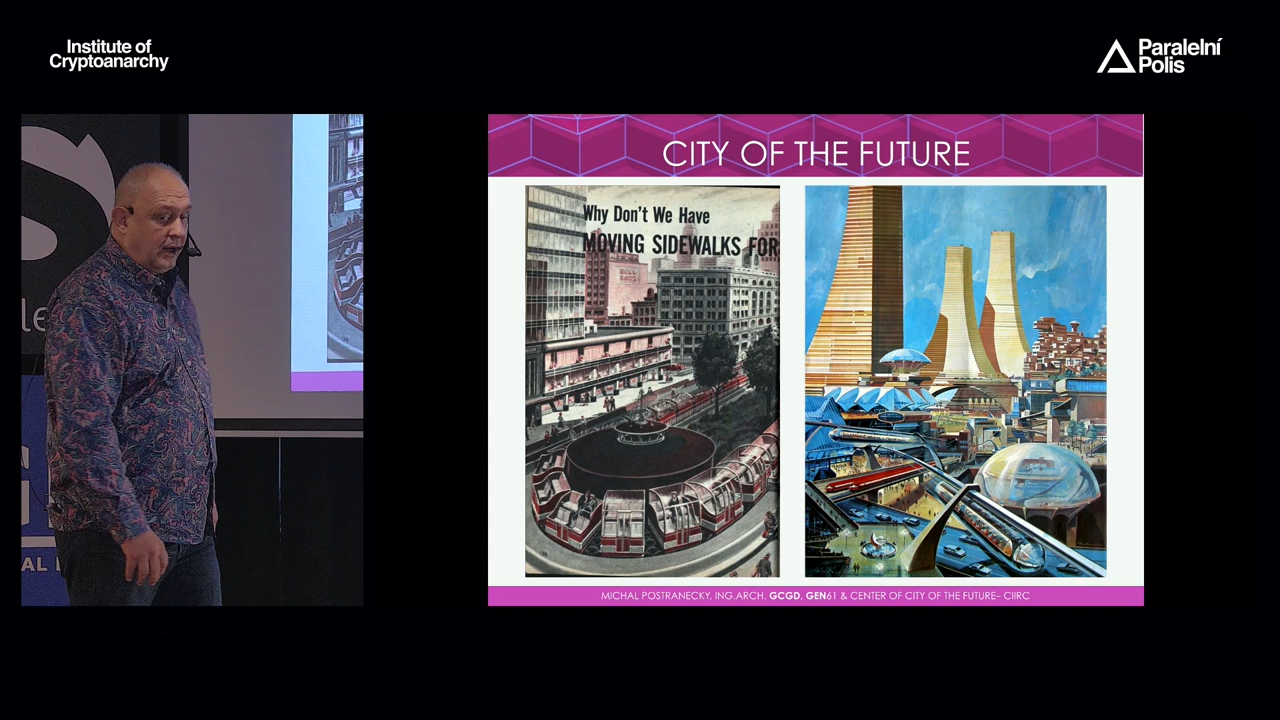 Institute of
Cryptoanarchy
Paralelní
Polis
CITY OF THE FUTURE
Why Don't We Have
MOVING SIDEWALKS FOR
MICHAL POSTRANECKY, ING.ARCH. GCGD, GEN61 & CENTER OF CITY OF THE FUTURE– CIIRC